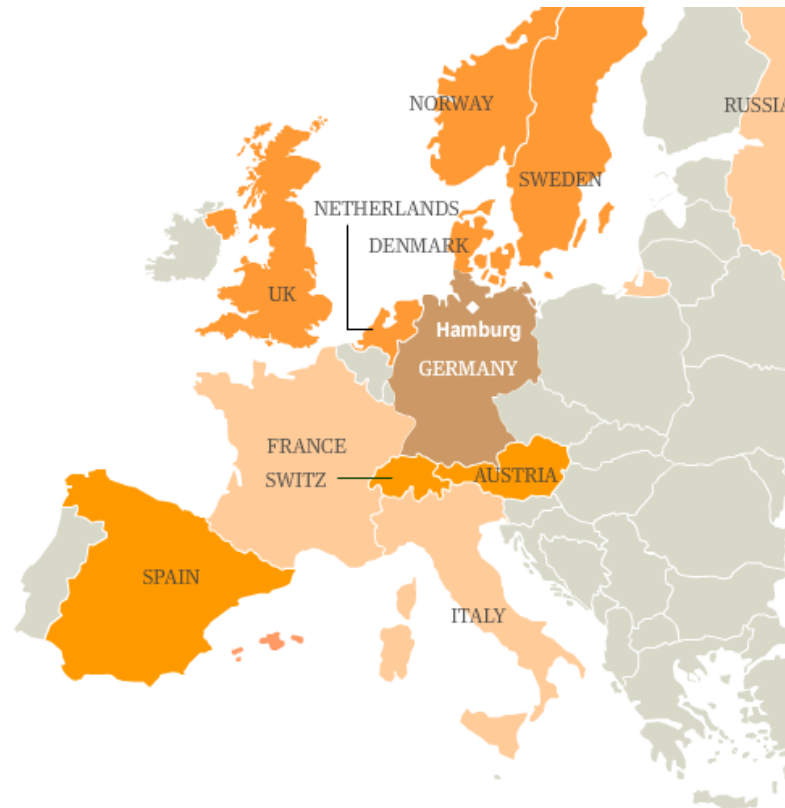 NORWAY
RUSSIA
SWEDEN
NETHERLANDS
DENMARK
UK
Hamburg
GERMANY
FRANCE
SWITZ
AUSTRIA
SPAIN
ITALY